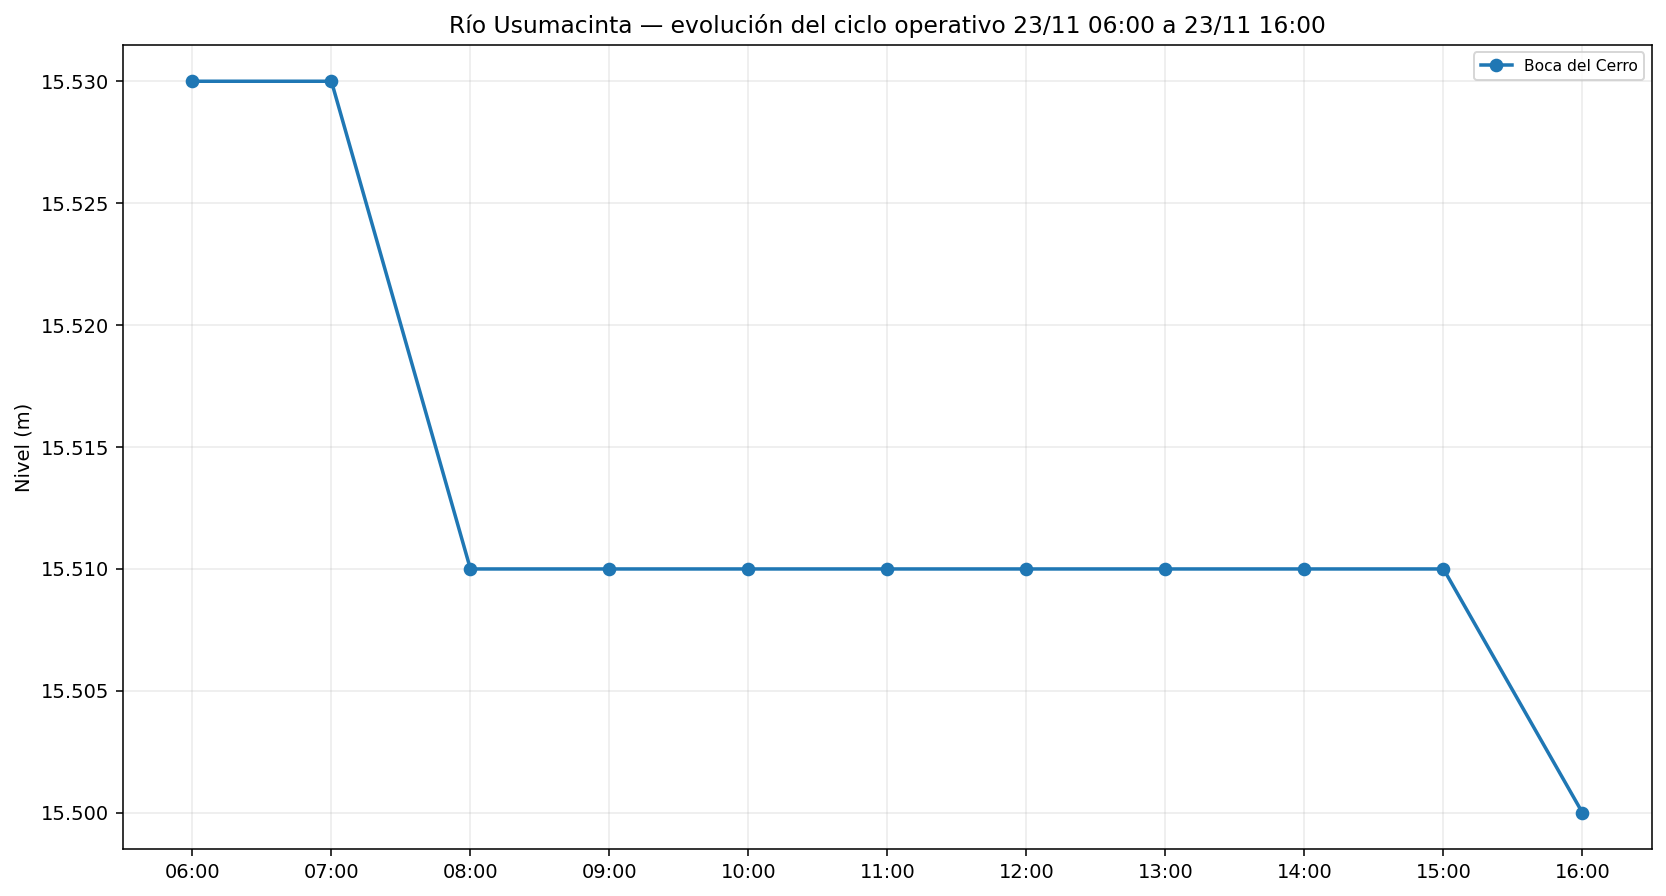 Río Usumacinta — evolución del ciclo operativo 23/11 06:00 a 23/11 16:00
Boca del Cerro
Nivel (m)
15.530
15.525
15.520
15.515
15.510
15.505
15.500
06:00 07:00 08:00 09:00 10:00 11:00 12:00 13:00 14:00 15:00 16:00